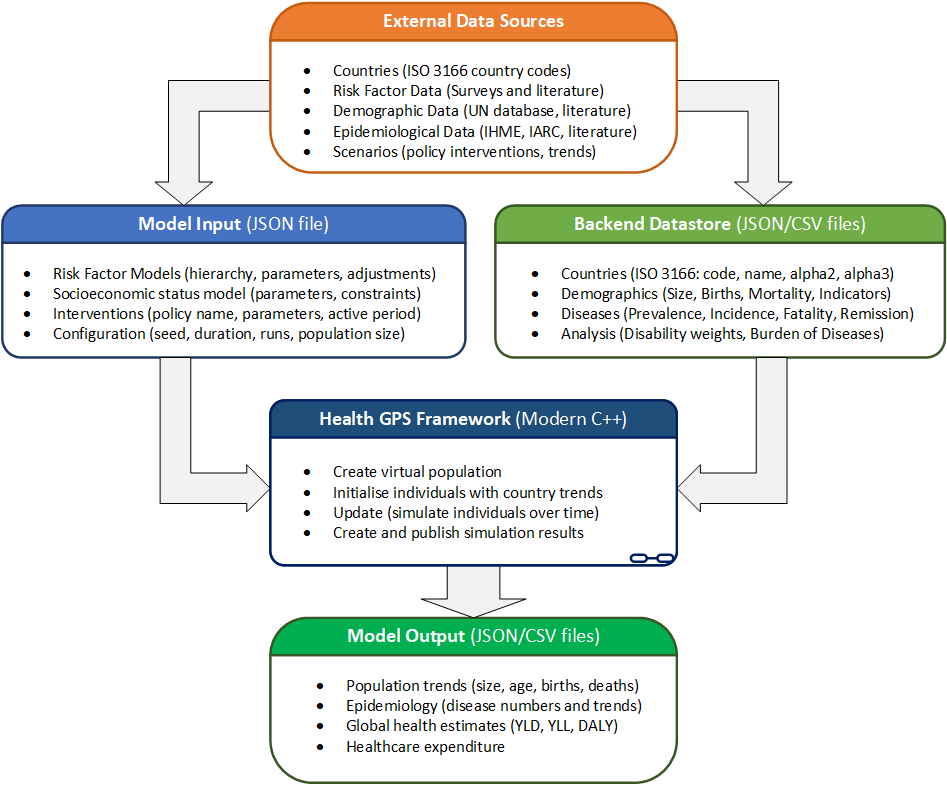 External Data Sources
• Countries (ISO 3166 country codes)
• Risk Factor Data (Surveys and literature)
• Demographic Data (UN database, literature)
• Epidemiological Data (IHME, IARC, literature)
• Scenarios (policy interventions, trends)
Model Input (JSON file)
• Risk Factor Models (hierarchy, parameters, adjustments)
• Socioeconomic status model (parameters, constraints)
• Interventions (policy name, parameters, active period)
• Configuration (seed, duration, runs, population size)
Backend Datastore (JSON/CSV files)
• Countries (ISO 3166: code, name, alpha2, alpha3)
• Demographics (Size, Births, Mortality, Indicators)
• Diseases (Prevalence, Incidence, Fatality, Remission)
• Analysis (Disability weights, Burden of Diseases)
Health GPS Framework (Modern C++)
• Create virtual population
• Initialise individuals with country trends
• Update (simulate individuals over time)
• Create and publish simulation results
Model Output (JSON/CSV files)
• Population trends (size, age, births, deaths)
• Epidemiology (disease numbers and trends)
• Global health estimates (YLD, YLL, DALY)
• Healthcare expenditure